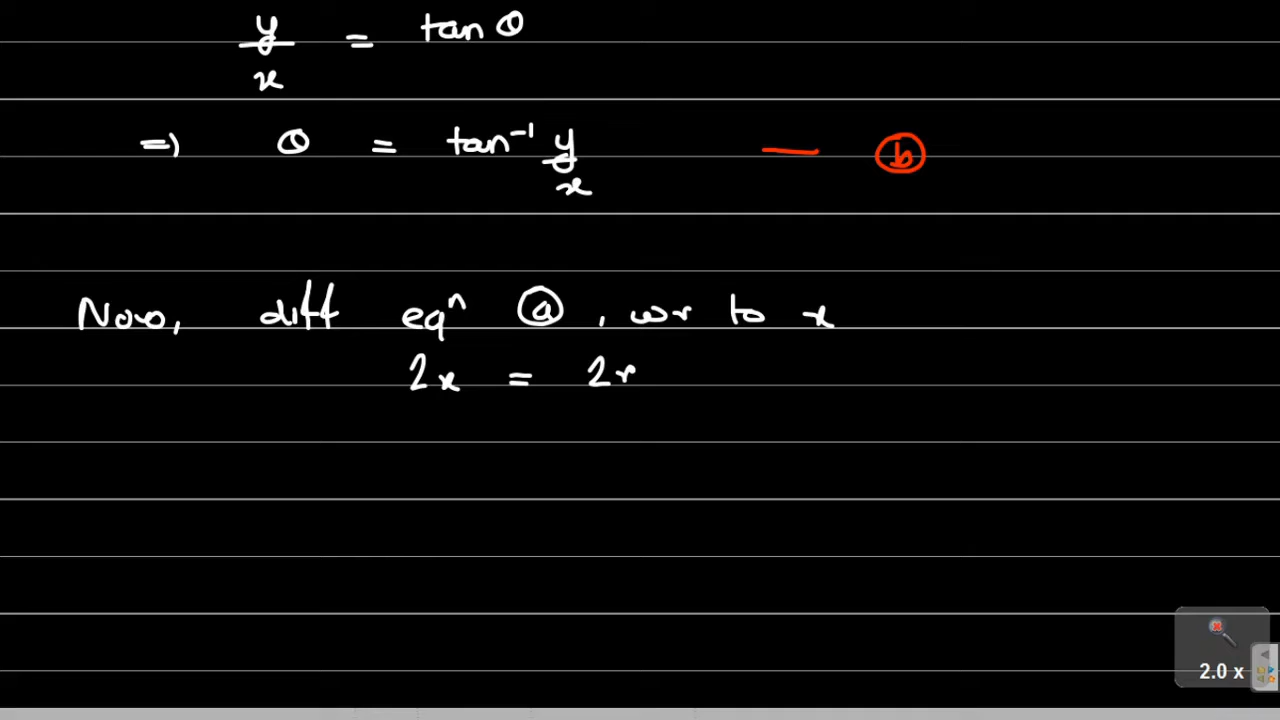 y/x = tan θ
=> θ = tan⁻¹ y/x — ⓑ
Now, diff eqⁿ ⓐ, wr to x
2x = 2r
2.0 x